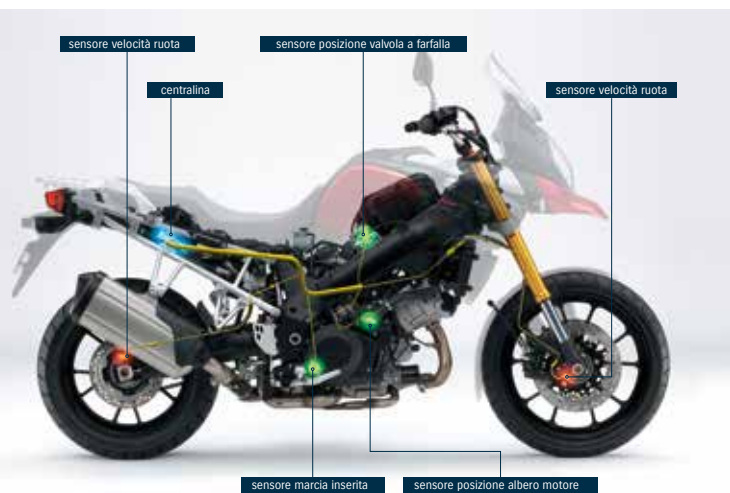 sensore velocità ruota
sensore posizione valvola a farfalla
centralina
sensore velocità ruota
sensore marcia inserita
sensore posizione albero motore